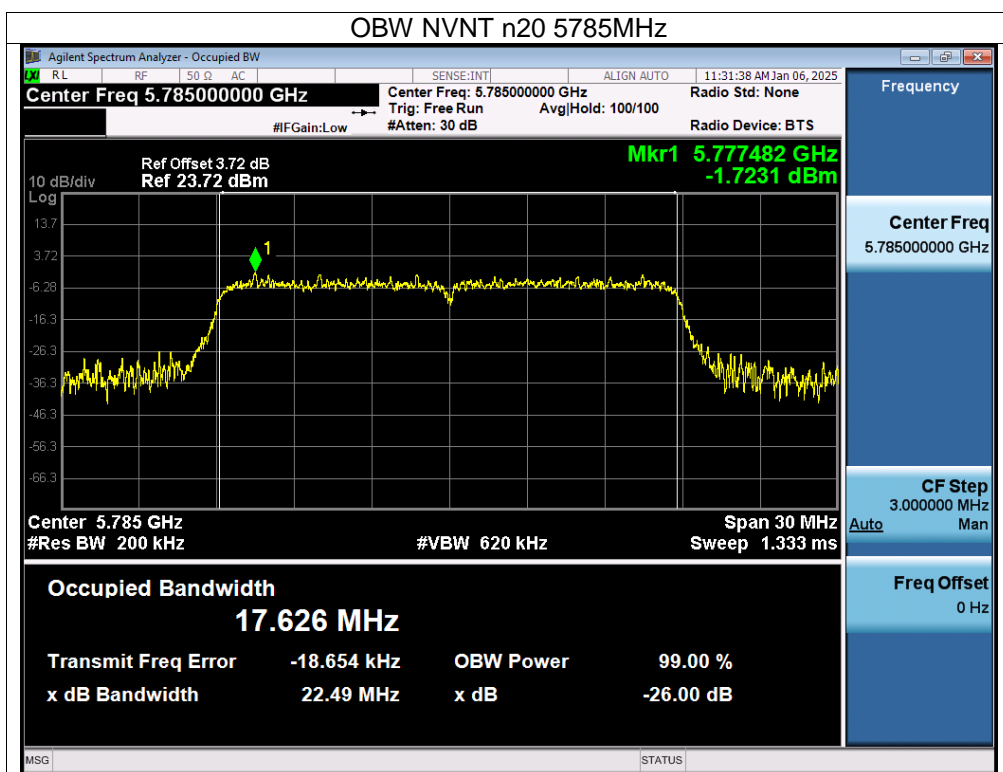 OBW NVNT n20 5785MHz
Agilent Spectrum Analyzer - Occupied BW
LXI RL RF 50 Ω AC SENSE:INT ALIGN AUTO 11:31:38 AM Jan 06, 2025
Center Freq 5.785000000 GHz
Center Freq: 5.785000000 GHz Radio Std: None
Trig: Free Run Avg|Hold: 100/100
#IFGain:Low #Atten: 30 dB Radio Device: BTS
Frequency
Mkr1 5.777482 GHz
-1.7231 dBm
Ref Offset 3.72 dB
10 dB/div Ref 23.72 dBm
Log
13.7
3.72
-6.28
-16.3
-26.3
-36.3
-46.3
-56.3
-66.3
1
Center 5.785 GHz Span 30 MHz
#Res BW 200 kHz #VBW 620 kHz Sweep 1.333 ms
Center Freq
5.785000000 GHz
CF Step
3.000000 MHz
Auto Man
Freq Offset
0 Hz
Occupied Bandwidth
17.626 MHz
Transmit Freq Error -18.654 kHz OBW Power 99.00 %
x dB Bandwidth 22.49 MHz x dB -26.00 dB
MSG STATUS